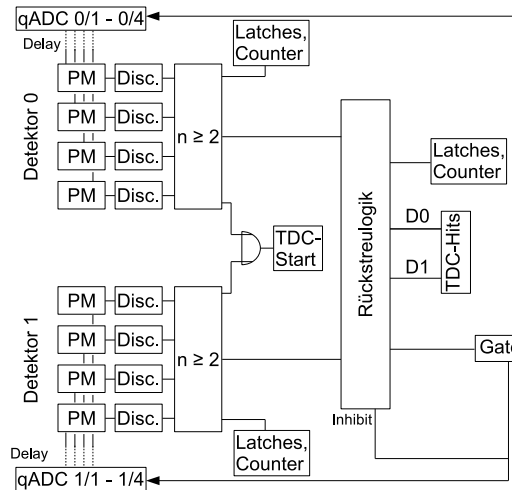 qADC 0/1 - 0/4
Delay
PM
Disc.
PM
Disc.
PM
Disc.
PM
Disc.
Detektor 0
n ≥ 2
Latches,
Counter
TDC-
Start
Rückstreulogik
Latches,
Counter
D0
D1
TDC-Hits
Gate
Inhibit
PM
Disc.
PM
Disc.
PM
Disc.
PM
Disc.
Detektor 1
n ≥ 2
Latches,
Counter
Delay
qADC 1/1 - 1/4